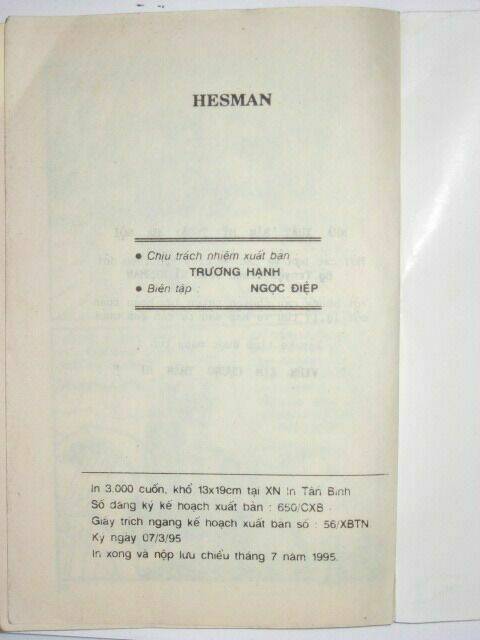 HESMAN
● Chịu trách nhiệm xuất bản
TRƯƠNG HẠNH
● Biên tập : NGỌC ĐIỆP
In 3.000 cuốn, khổ 13x19cm tại XN In Tân Bình
Số đăng ký kế hoạch xuất bản : 650/CXB
Giấy trích ngang kế hoạch xuất bản số : 56/XBTN
Ký ngày 07/3/95
In xong và nộp lưu chiểu tháng 7 năm 1995.